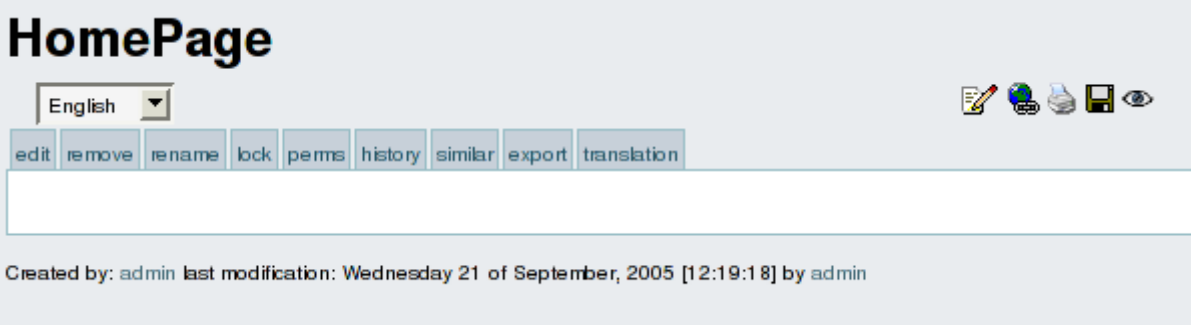 HomePage
English
edit remove rename lock perms history similar export translation
Created by: admin last modification: Wednesday 21 of September, 2005 [12:19:18] by admin